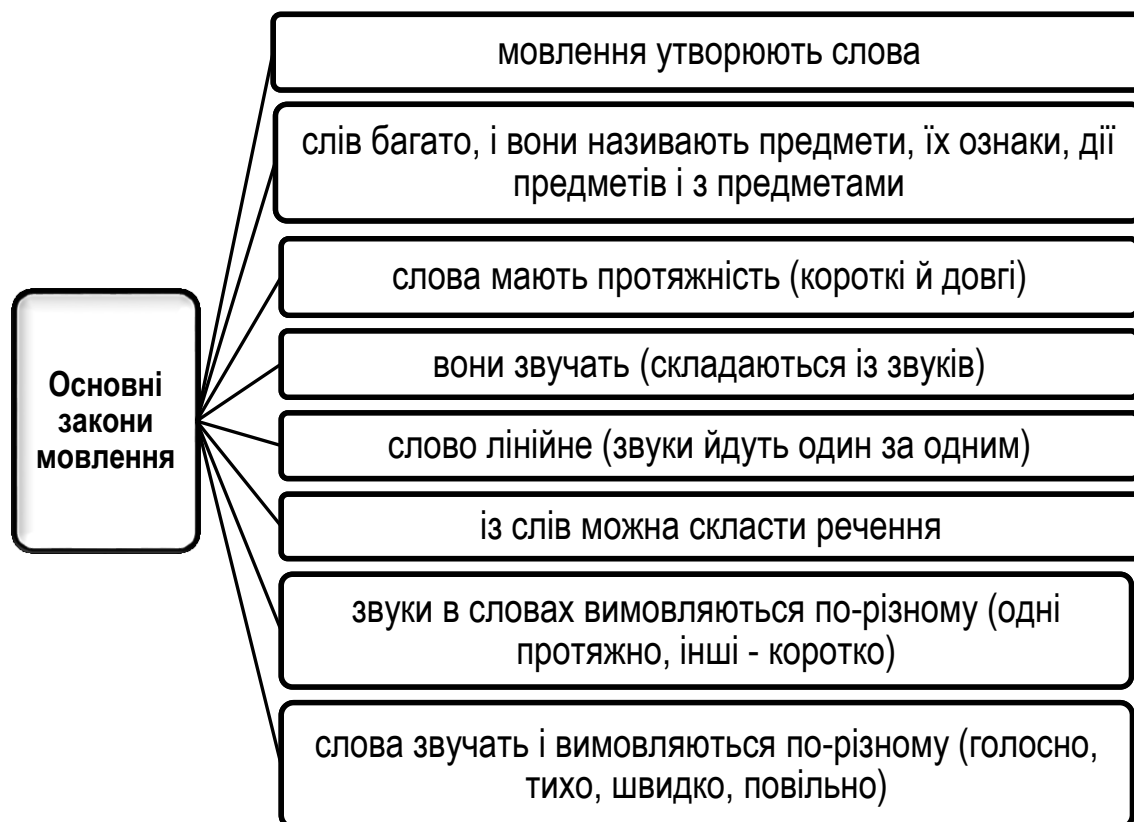 мовлення утворюють слова
слів багато, і вони називають предмети, їх ознаки, дії
предметів і з предметами
слова мають протяжність (короткі й довгі)
вони звучать (складаються із звуків)
Основні
закони
мовлення
слово лінійне (звуки йдуть один за одним)
із слів можна скласти речення
звуки в словах вимовляються по-різному (одні
протяжно, інші - коротко)
слова звучать і вимовляються по-різному (голосно,
тихо, швидко, повільно)